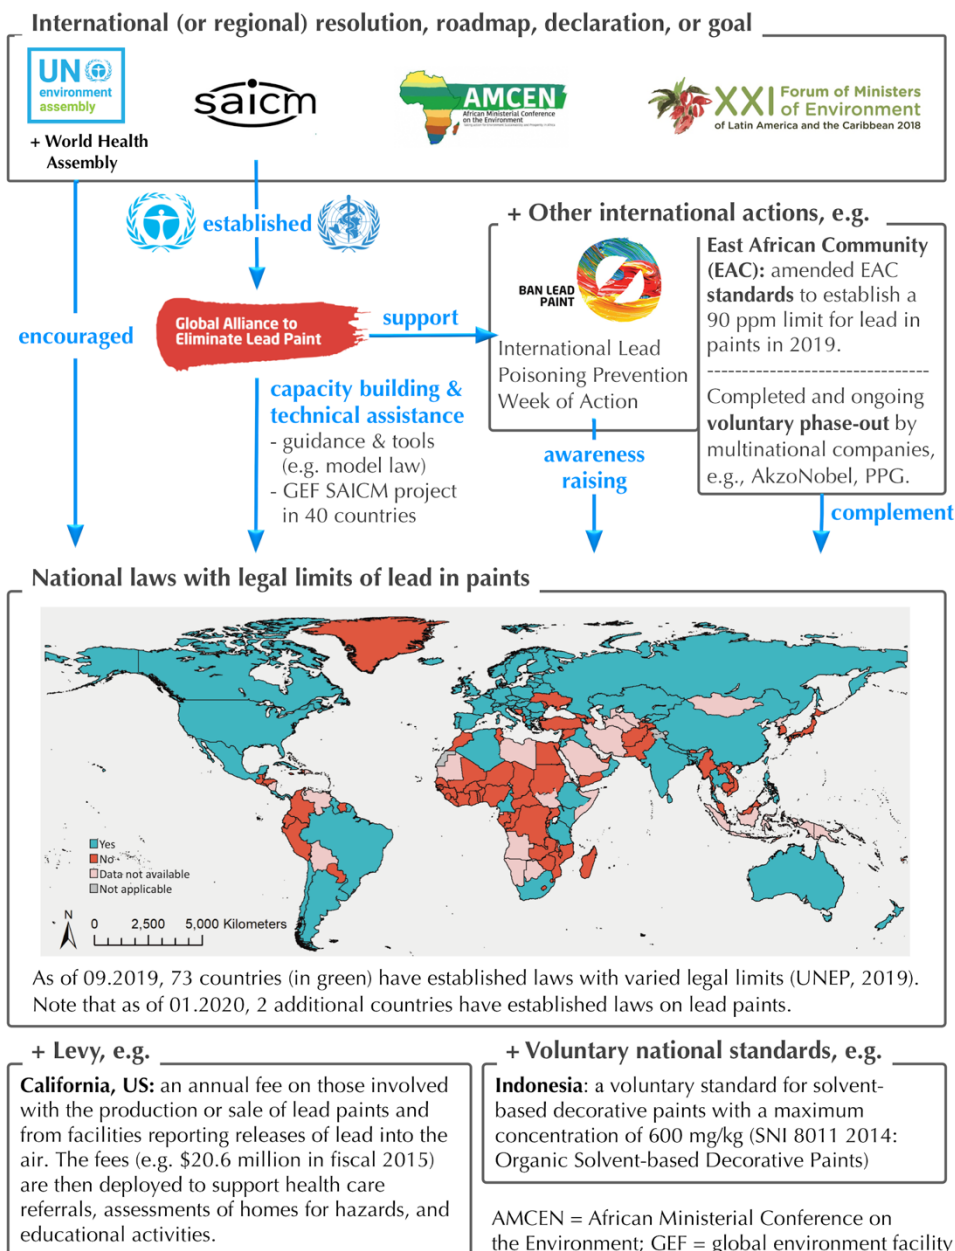 International (or regional) resolution, roadmap, declaration, or goal
UN
environment
assembly
+ World Health
Assembly
saicm
AMCEN
African Ministerial Conference
on the Environment
XXI Forum of Ministers
of Environment
of Latin America and the Caribbean 2018
established
encouraged
Global Alliance to
Eliminate Lead Paint
support
capacity building &
technical assistance
- guidance & tools
(e.g. model law)
- GEF SAICM project
in 40 countries
+ Other international actions, e.g.
BAN LEAD
PAINT
International Lead
Poisoning Prevention
Week of Action
East African Community
(EAC): amended EAC
standards to establish a
90 ppm limit for lead in
paints in 2019.
--------------------------------
Completed and ongoing
voluntary phase-out by
multinational companies,
e.g., AkzoNobel, PPG.
awareness
raising
complement
National laws with legal limits of lead in paints
Yes
No
Data not available
Not applicable
N
0 2,500 5,000 Kilometers
As of 09.2019, 73 countries (in green) have established laws with varied legal limits (UNEP, 2019).
Note that as of 01.2020, 2 additional countries have established laws on lead paints.
+ Levy, e.g.
California, US: an annual fee on those involved
with the production or sale of lead paints and
from facilities reporting releases of lead into the
air. The fees (e.g. $20.6 million in fiscal 2015)
are then deployed to support health care
referrals, assessments of homes for hazards, and
educational activities.
+ Voluntary national standards, e.g.
Indonesia: a voluntary standard for solvent-
based decorative paints with a maximum
concentration of 600 mg/kg (SNI 8011 2014:
Organic Solvent-based Decorative Paints)
AMCEN = African Ministerial Conference on
the Environment; GEF = global environment facility